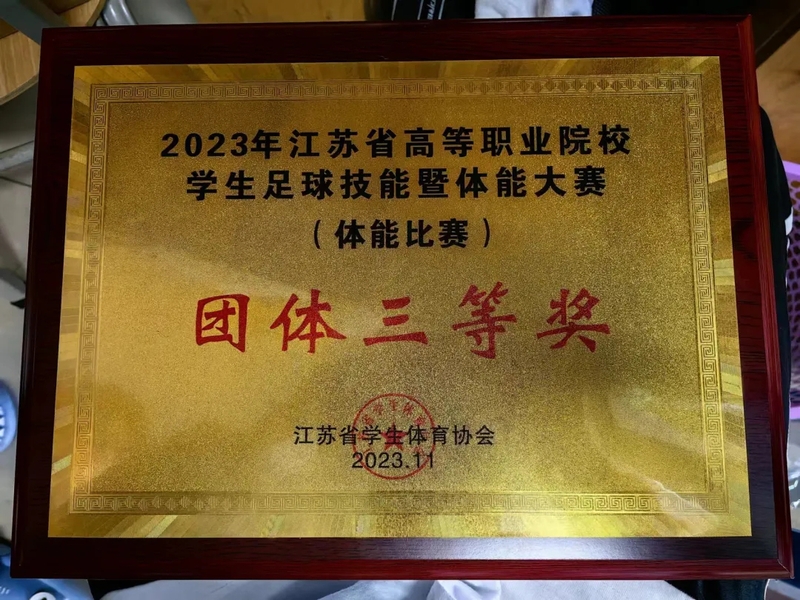 2023年江苏省高等职业院校
学生足球技能暨体能大赛
（体能比赛）
团体三等奖
江苏省学生体育协会
2023.11